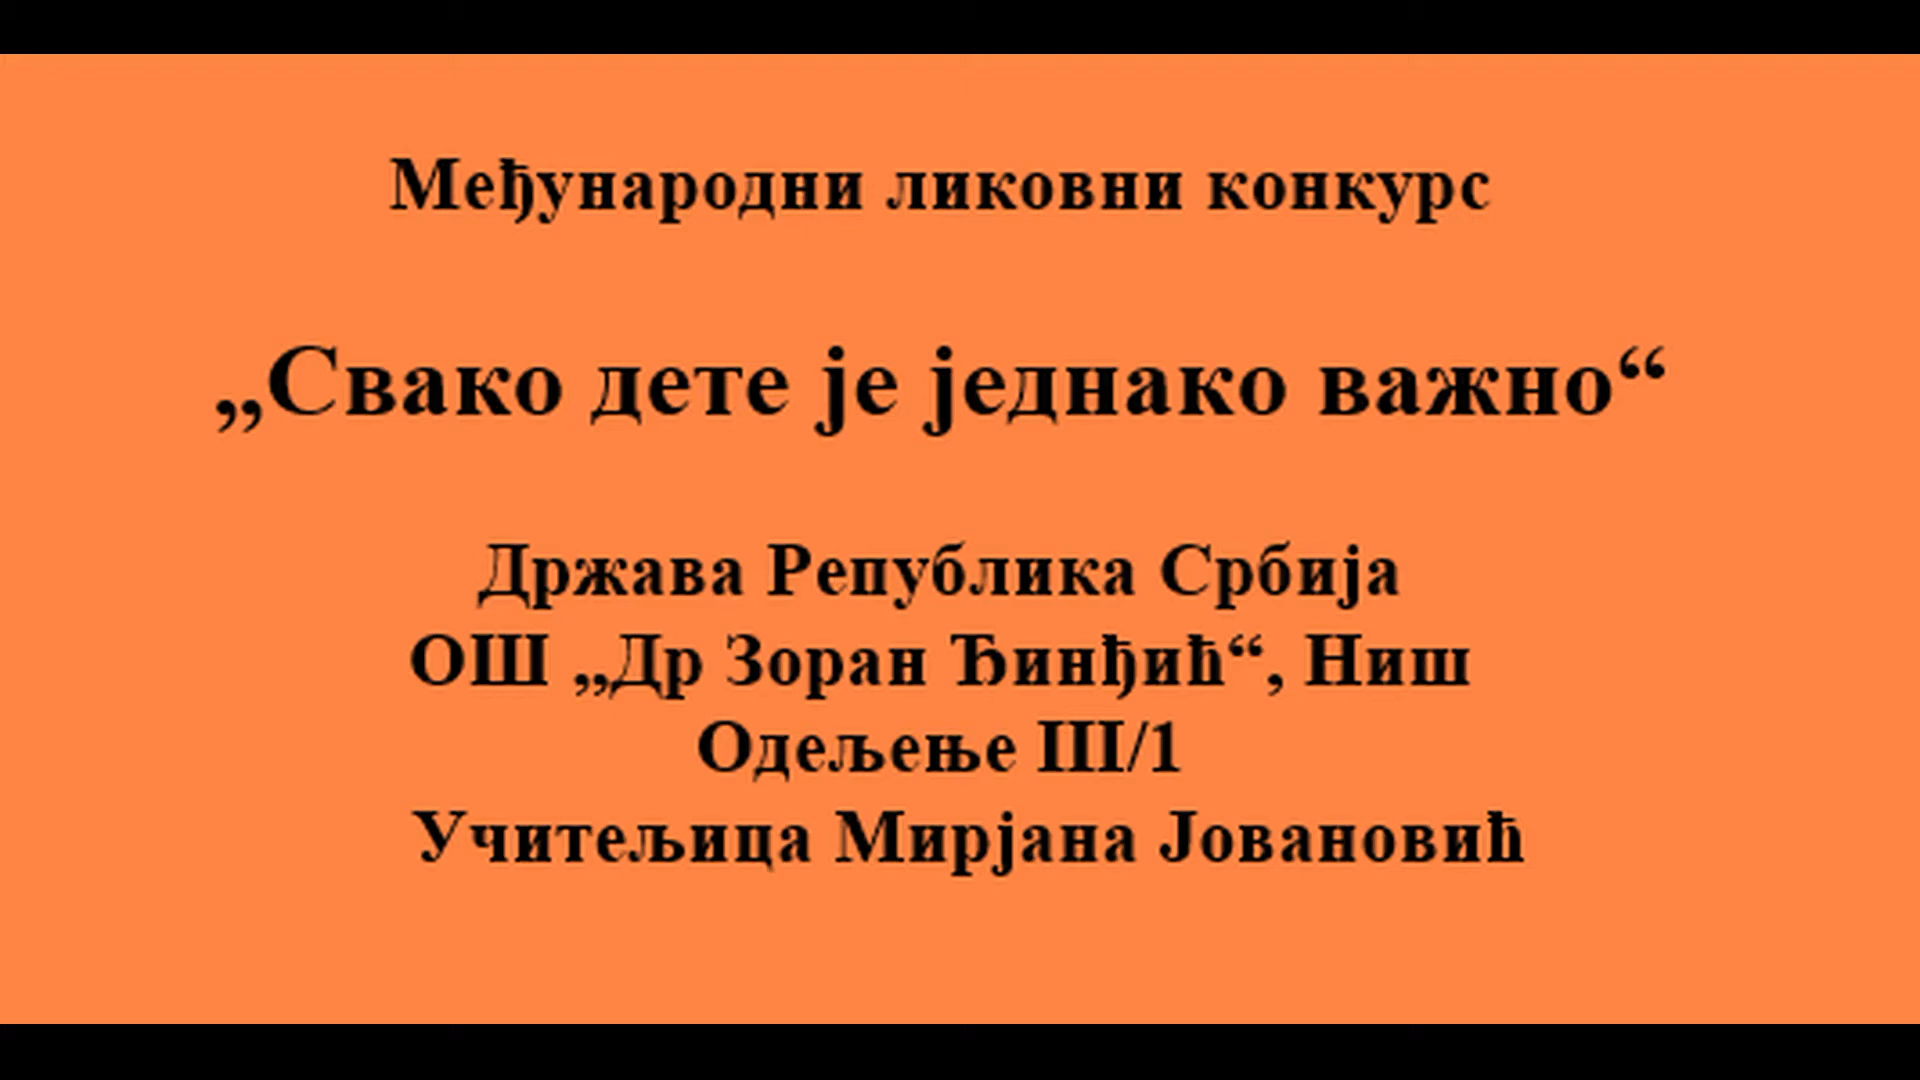 Међународни ликовни конкурс
„Свако дете је једнако важно“
Држава Република Србија
ОШ „Др Зоран Ђинђић“, Ниш
Одељење III/1
Учитељица Мирјана Јовановић